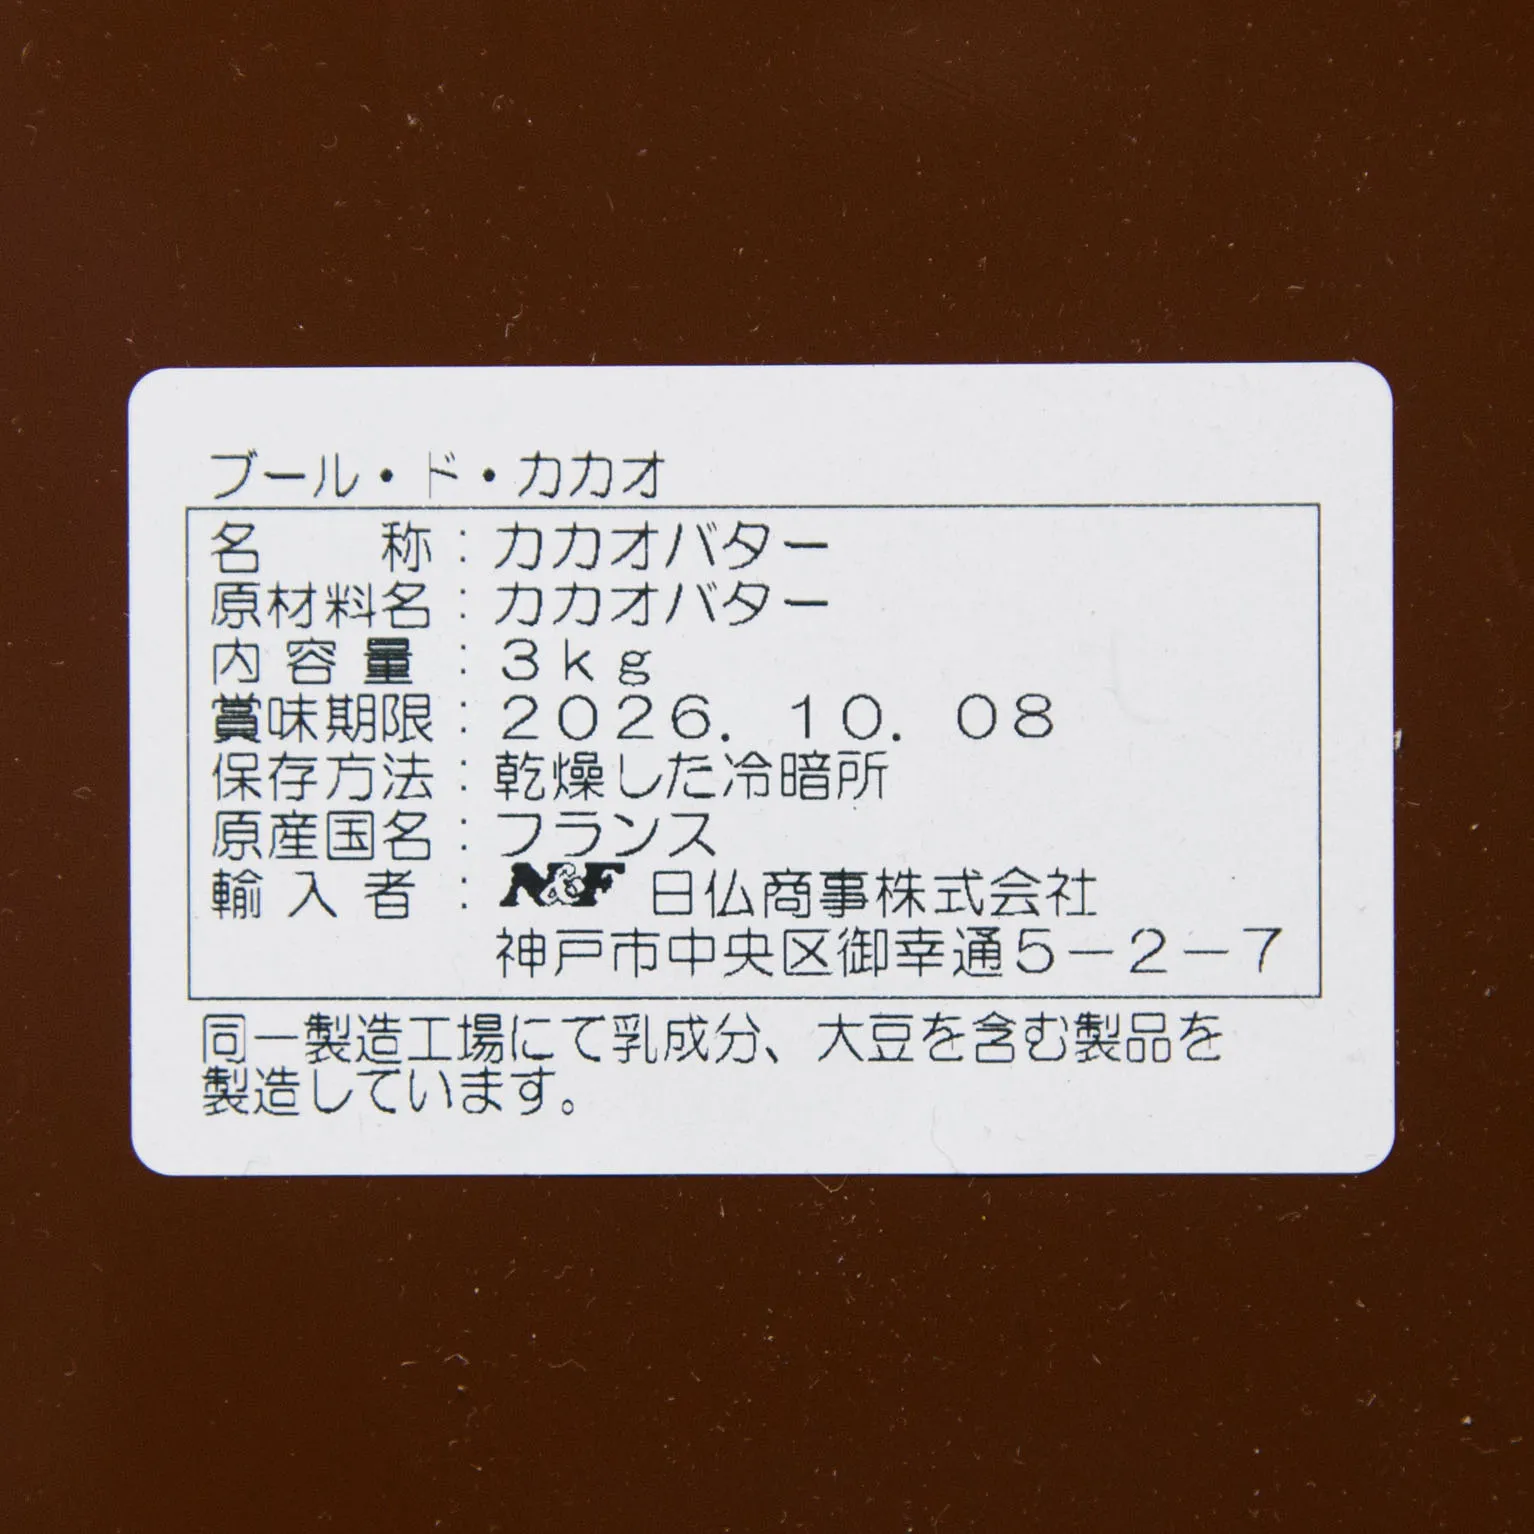 ブール・ド・カカオ
名　　称：カカオバター
原材料名：カカオバター
内 容 量：３ｋｇ
賞味期限：２０２６．１０．０８
保存方法：乾燥した冷暗所
原産国名：フランス
輸 入 者：N&F 日仏商事株式会社
神戸市中央区御幸通５－２－７
同一製造工場にて乳成分、大豆を含む製品を
製造しています。